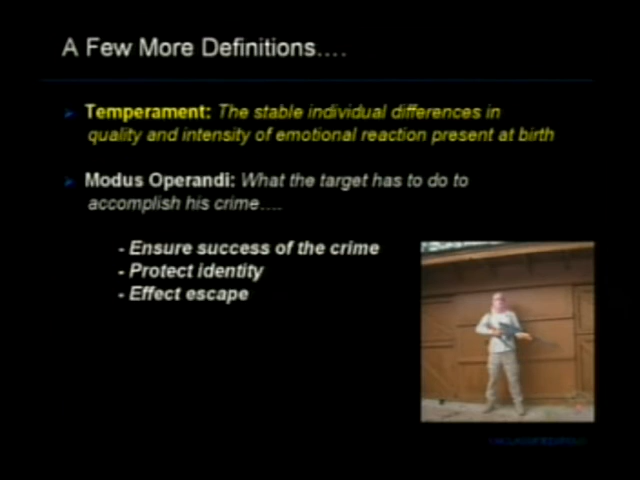 A Few More Definitions….
Temperament: The stable individual differences in
quality and intensity of emotional reaction present at birth
Modus Operandi: What the target has to do to
accomplish his crime….
- Ensure success of the crime
- Protect identity
- Effect escape